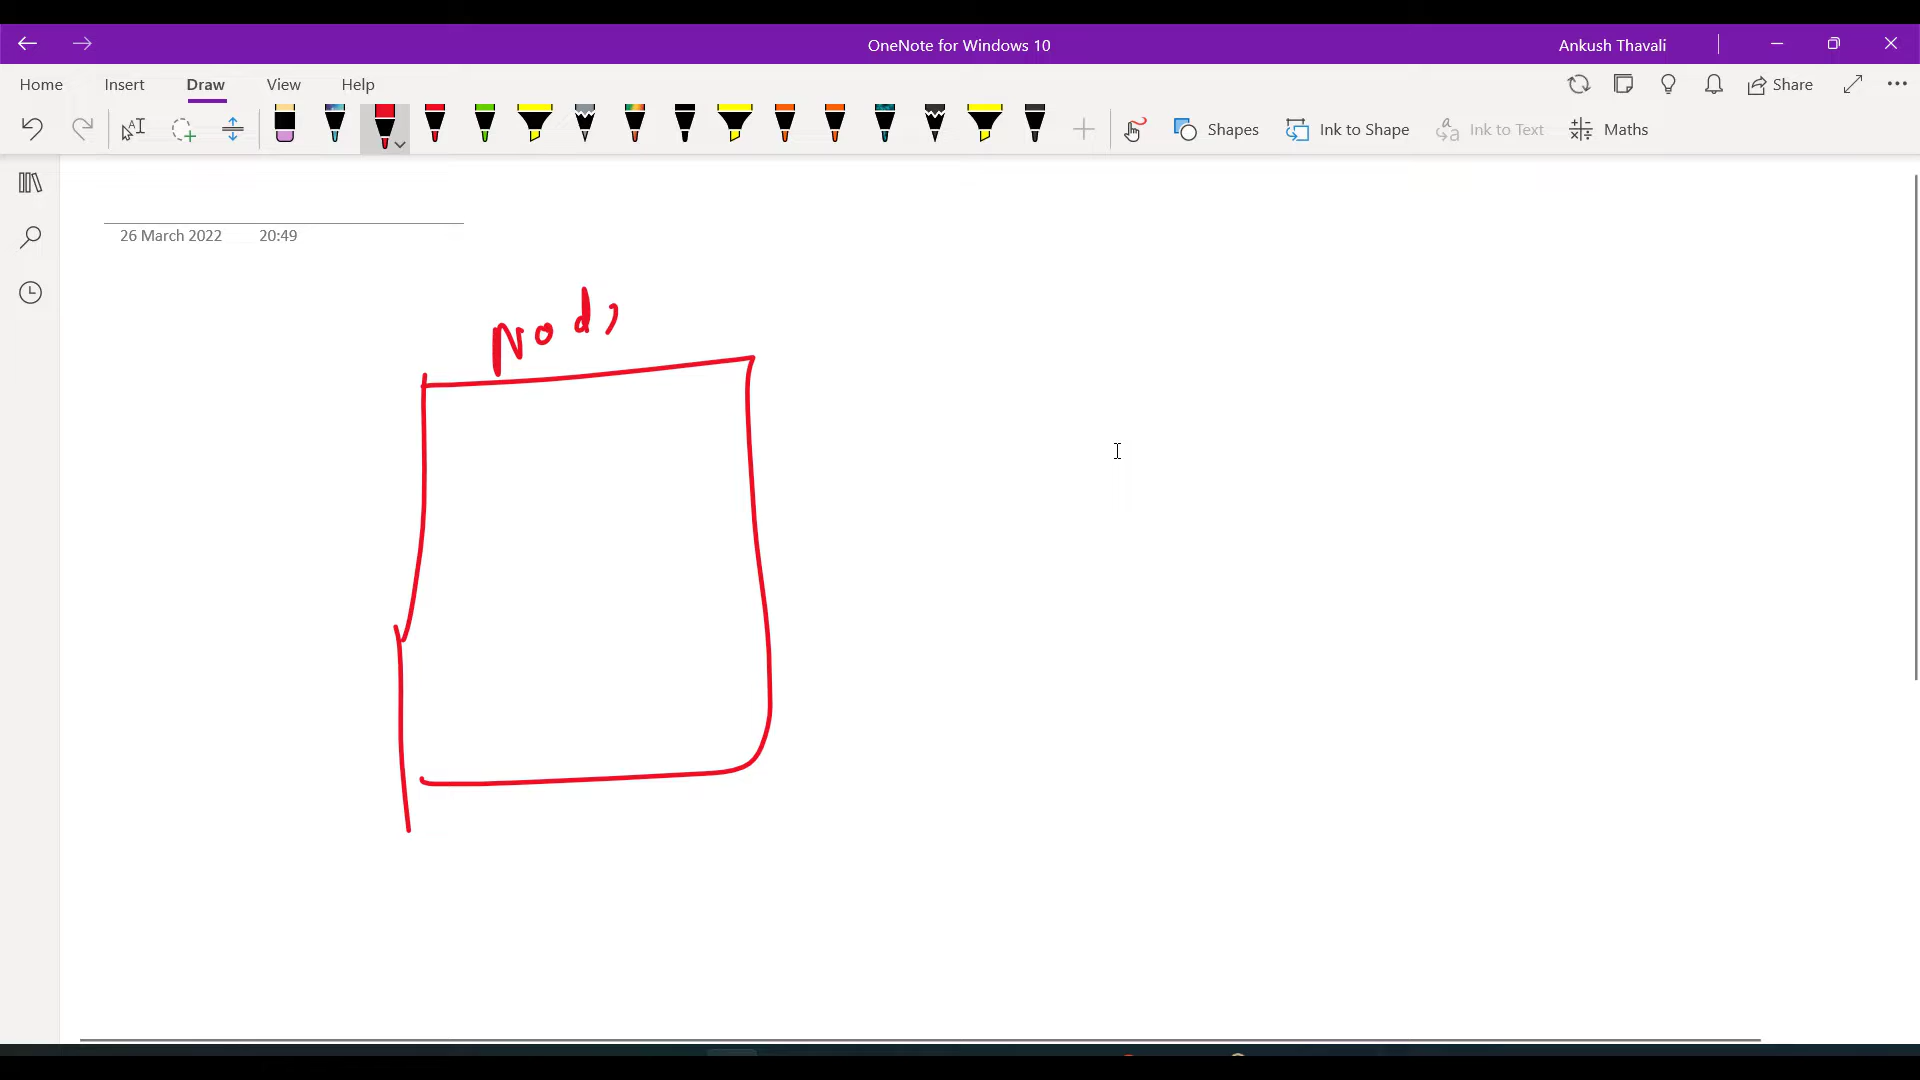 OneNote for Windows 10
Ankush Thavali
Home Insert Draw View Help
Share
Shapes Ink to Shape Ink to Text Maths
26 March 2022 20:49